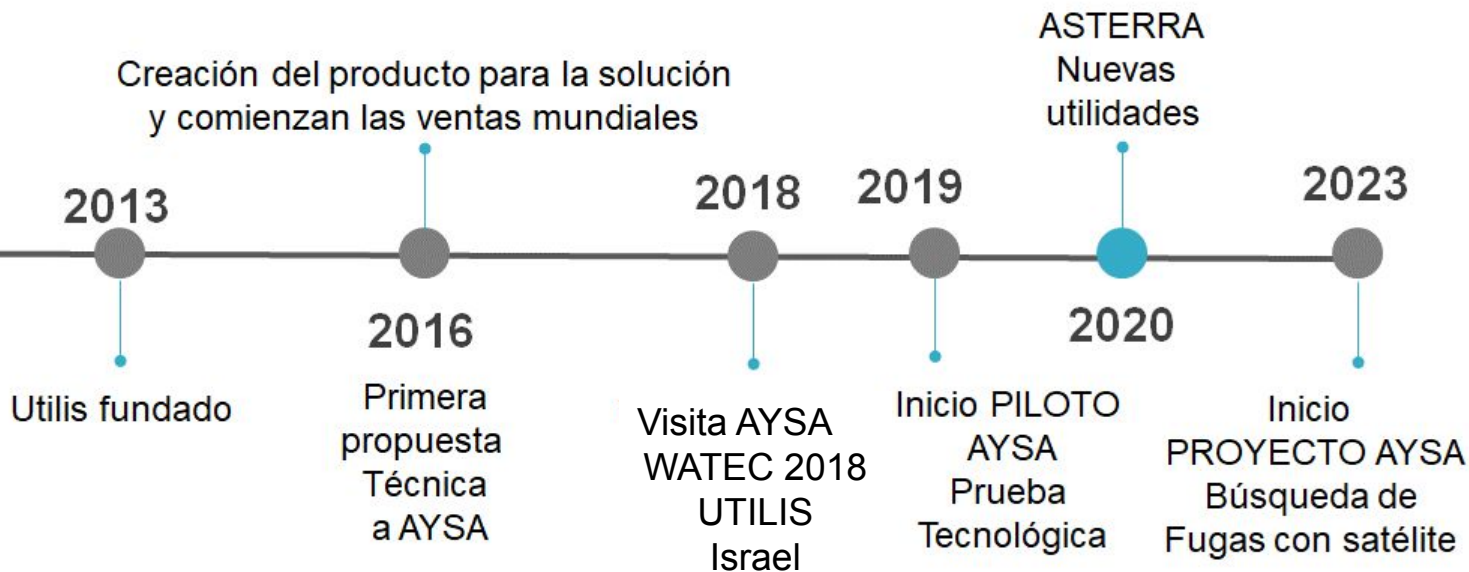 2013
Utilis fundado
Creación del producto para la solución
y comienzan las ventas mundiales
2016
Primera
propuesta
Técnica
a AYSA
2018
Visita AYSA
WATEC 2018
UTILIS
Israel
2019
Inicio PILOTO
AYSA
Prueba
Tecnológica
ASTERRA
Nuevas
utilidades
2020
2023
Inicio
PROYECTO AYSA
Búsqueda de
Fugas con satélite